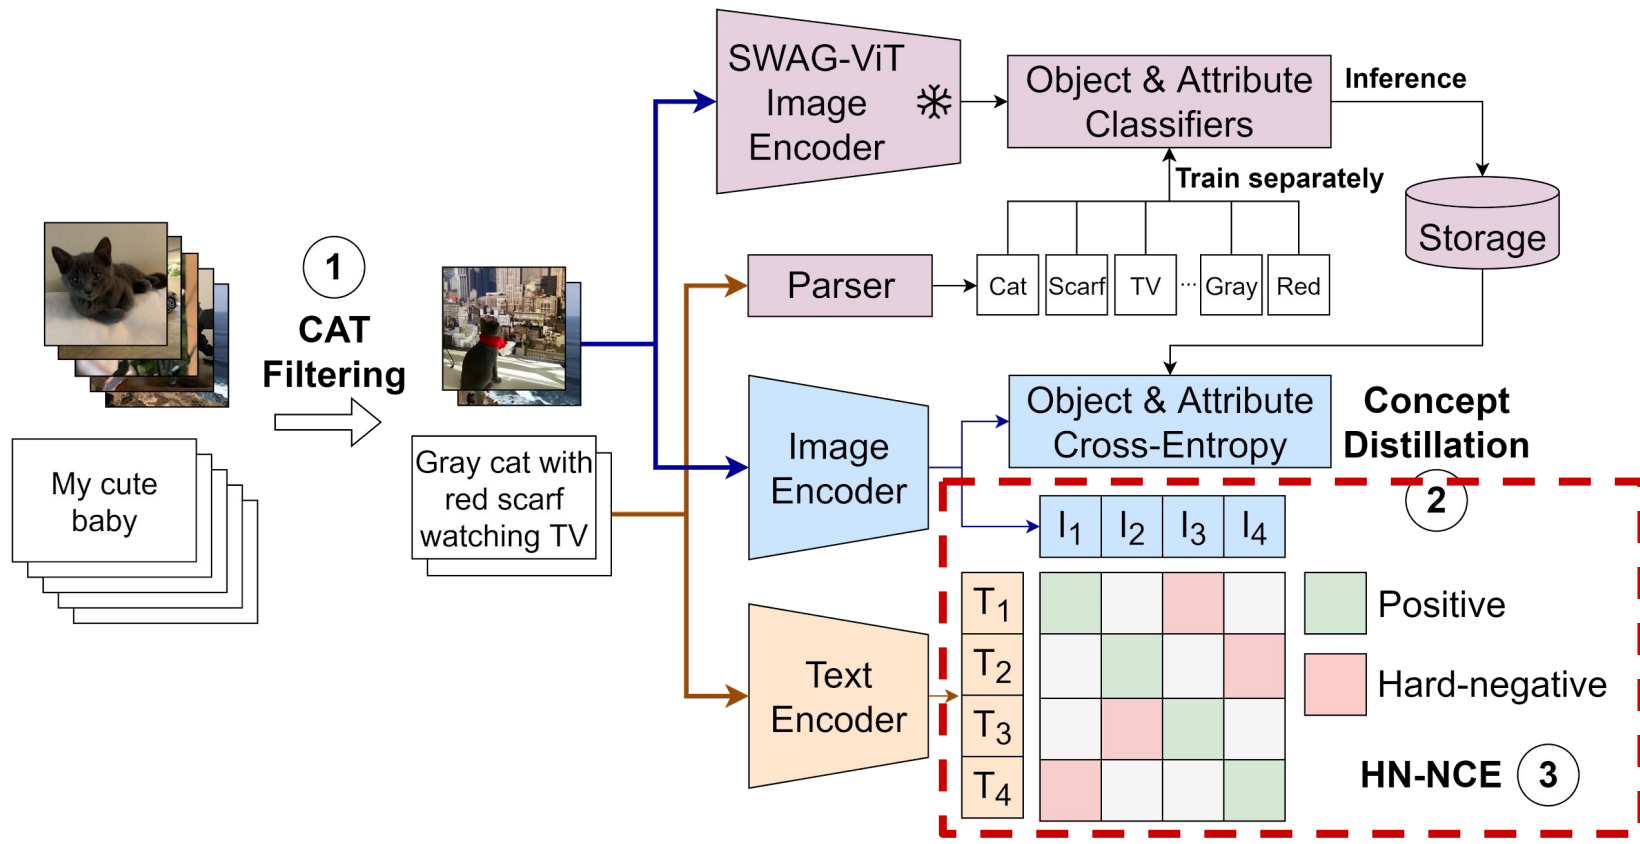 1
CAT
Filtering
My cute
baby
Gray cat with
red scarf
watching TV
SWAG-ViT
Image
Encoder
Object & Attribute
Classifiers
Inference
Train separately
Storage
Parser
Cat
Scarf
TV
...
Gray
Red
Image
Encoder
Object & Attribute
Cross-Entropy
Concept
Distillation
2
I1 I2 I3 I4
Text
Encoder
T1
T2
T3
T4
Positive
Hard-negative
HN-NCE 3